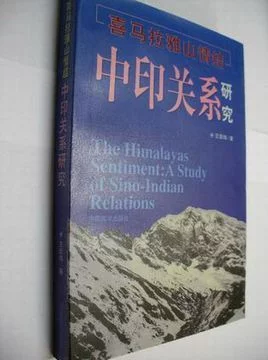 喜马拉雅山情结
中印关系研究
The Himalayas
Sentiment: A Study
of Sino-Indian
Relations
喜马拉雅山情结
中印关系研究